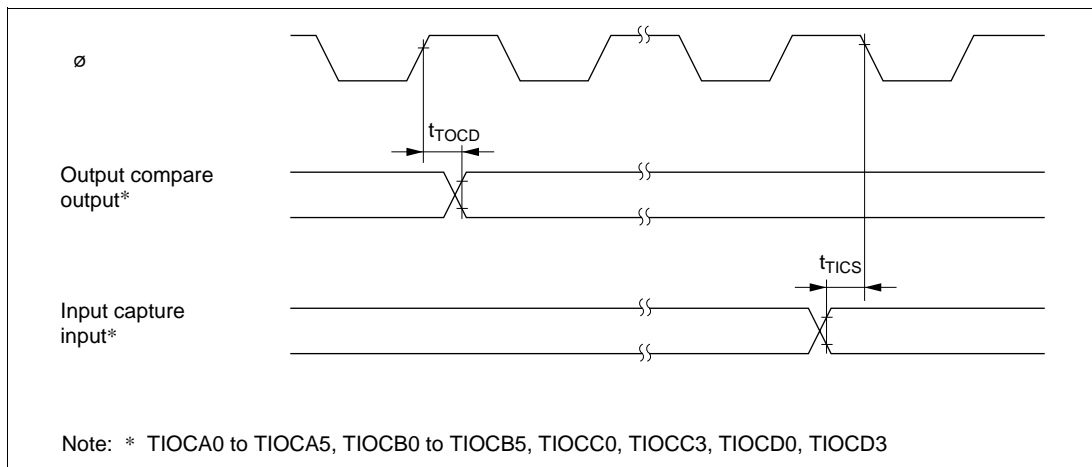 ø
tTOCD
Output compare
output*
tTICS
Input capture
input*
Note: * TIOCA0 to TIOCA5, TIOCB0 to TIOCB5, TIOCC0, TIOCC3, TIOCD0, TIOCD3